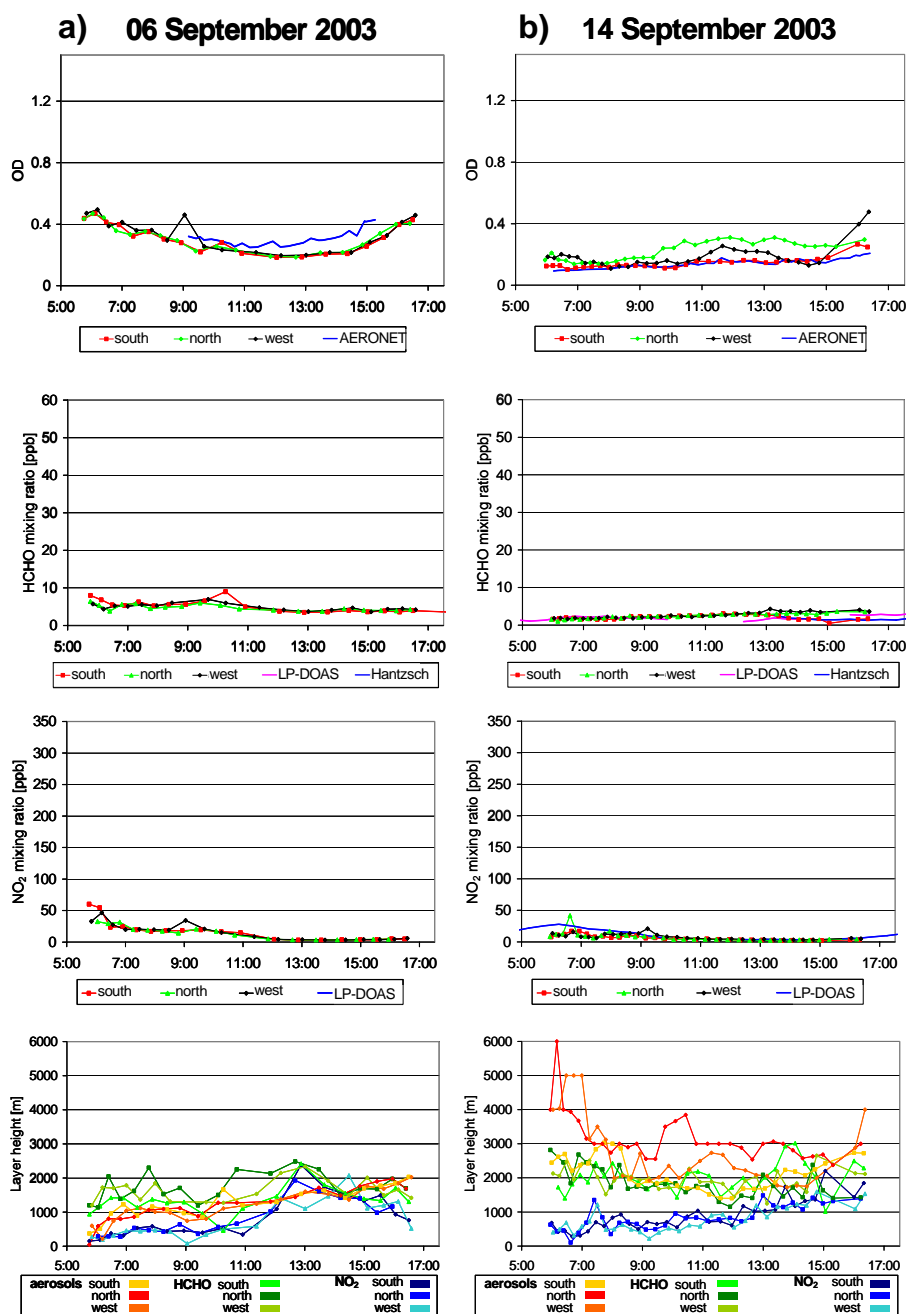 a) 06 September 2003
b) 14 September 2003
OD
1.2
0.8
0.4
0
5:00 7:00 9:00 11:00 13:00 15:00 17:00
south north west AERONET
OD
1.2
0.8
0.4
0
5:00 7:00 9:00 11:00 13:00 15:00 17:00
south north west AERONET
HCHO mixing ratio [ppb]
60
50
40
30
20
10
0
5:00 7:00 9:00 11:00 13:00 15:00 17:00
south north west LP-DOAS Hantzsch
HCHO mixing ratio [ppb]
60
50
40
30
20
10
0
5:00 7:00 9:00 11:00 13:00 15:00 17:00
south north west LP-DOAS Hantzsch
NO2 mixing ratio [ppb]
350
300
250
200
150
100
50
0
5:00 7:00 9:00 11:00 13:00 15:00 17:00
south north west LP-DOAS
NO2 mixing ratio [ppb]
350
300
250
200
150
100
50
0
5:00 7:00 9:00 11:00 13:00 15:00 17:00
south north west LP-DOAS
Layer height [m]
6000
5000
4000
3000
2000
1000
0
5:00 7:00 9:00 11:00 13:00 15:00 17:00
aerosols south HCHO south NO2 south
north north north
west west west
Layer height [m]
6000
5000
4000
3000
2000
1000
0
5:00 7:00 9:00 11:00 13:00 15:00 17:00
aerosols south HCHO south NO2 south
north north north
west west west